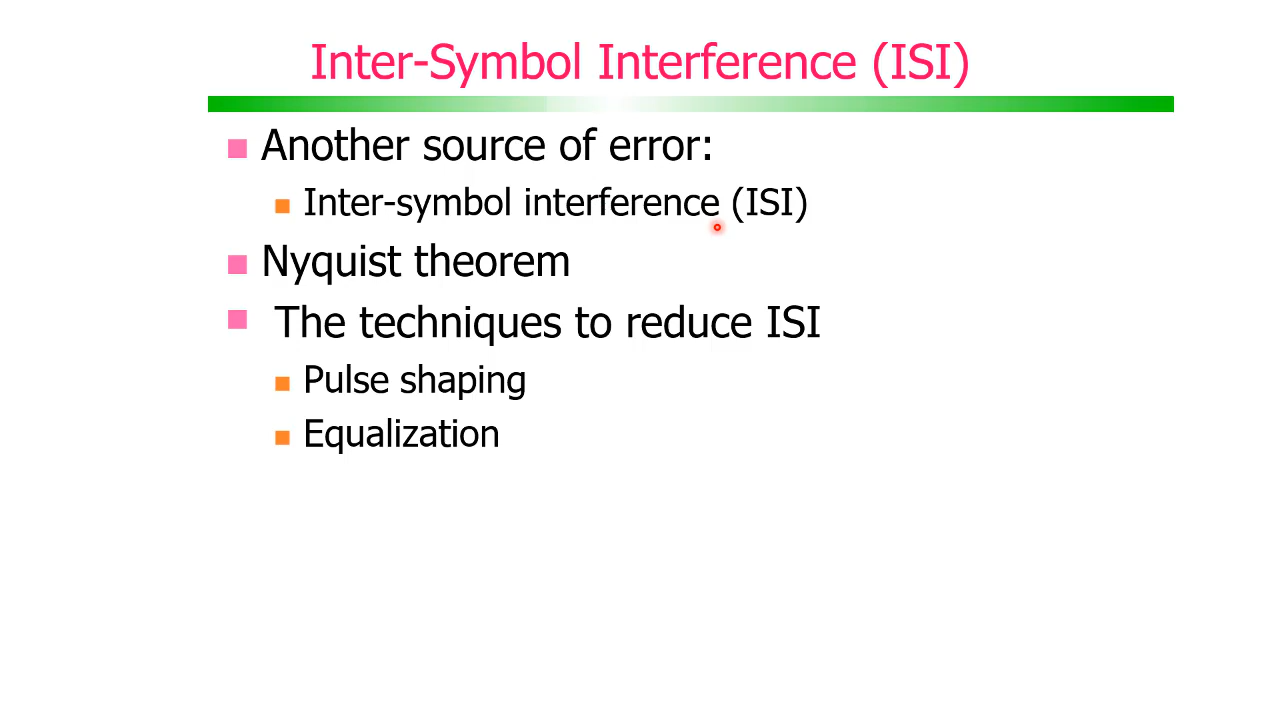 Inter-Symbol Interference (ISI)
Another source of error:
Inter-symbol interference (ISI)
Nyquist theorem
The techniques to reduce ISI
Pulse shaping
Equalization